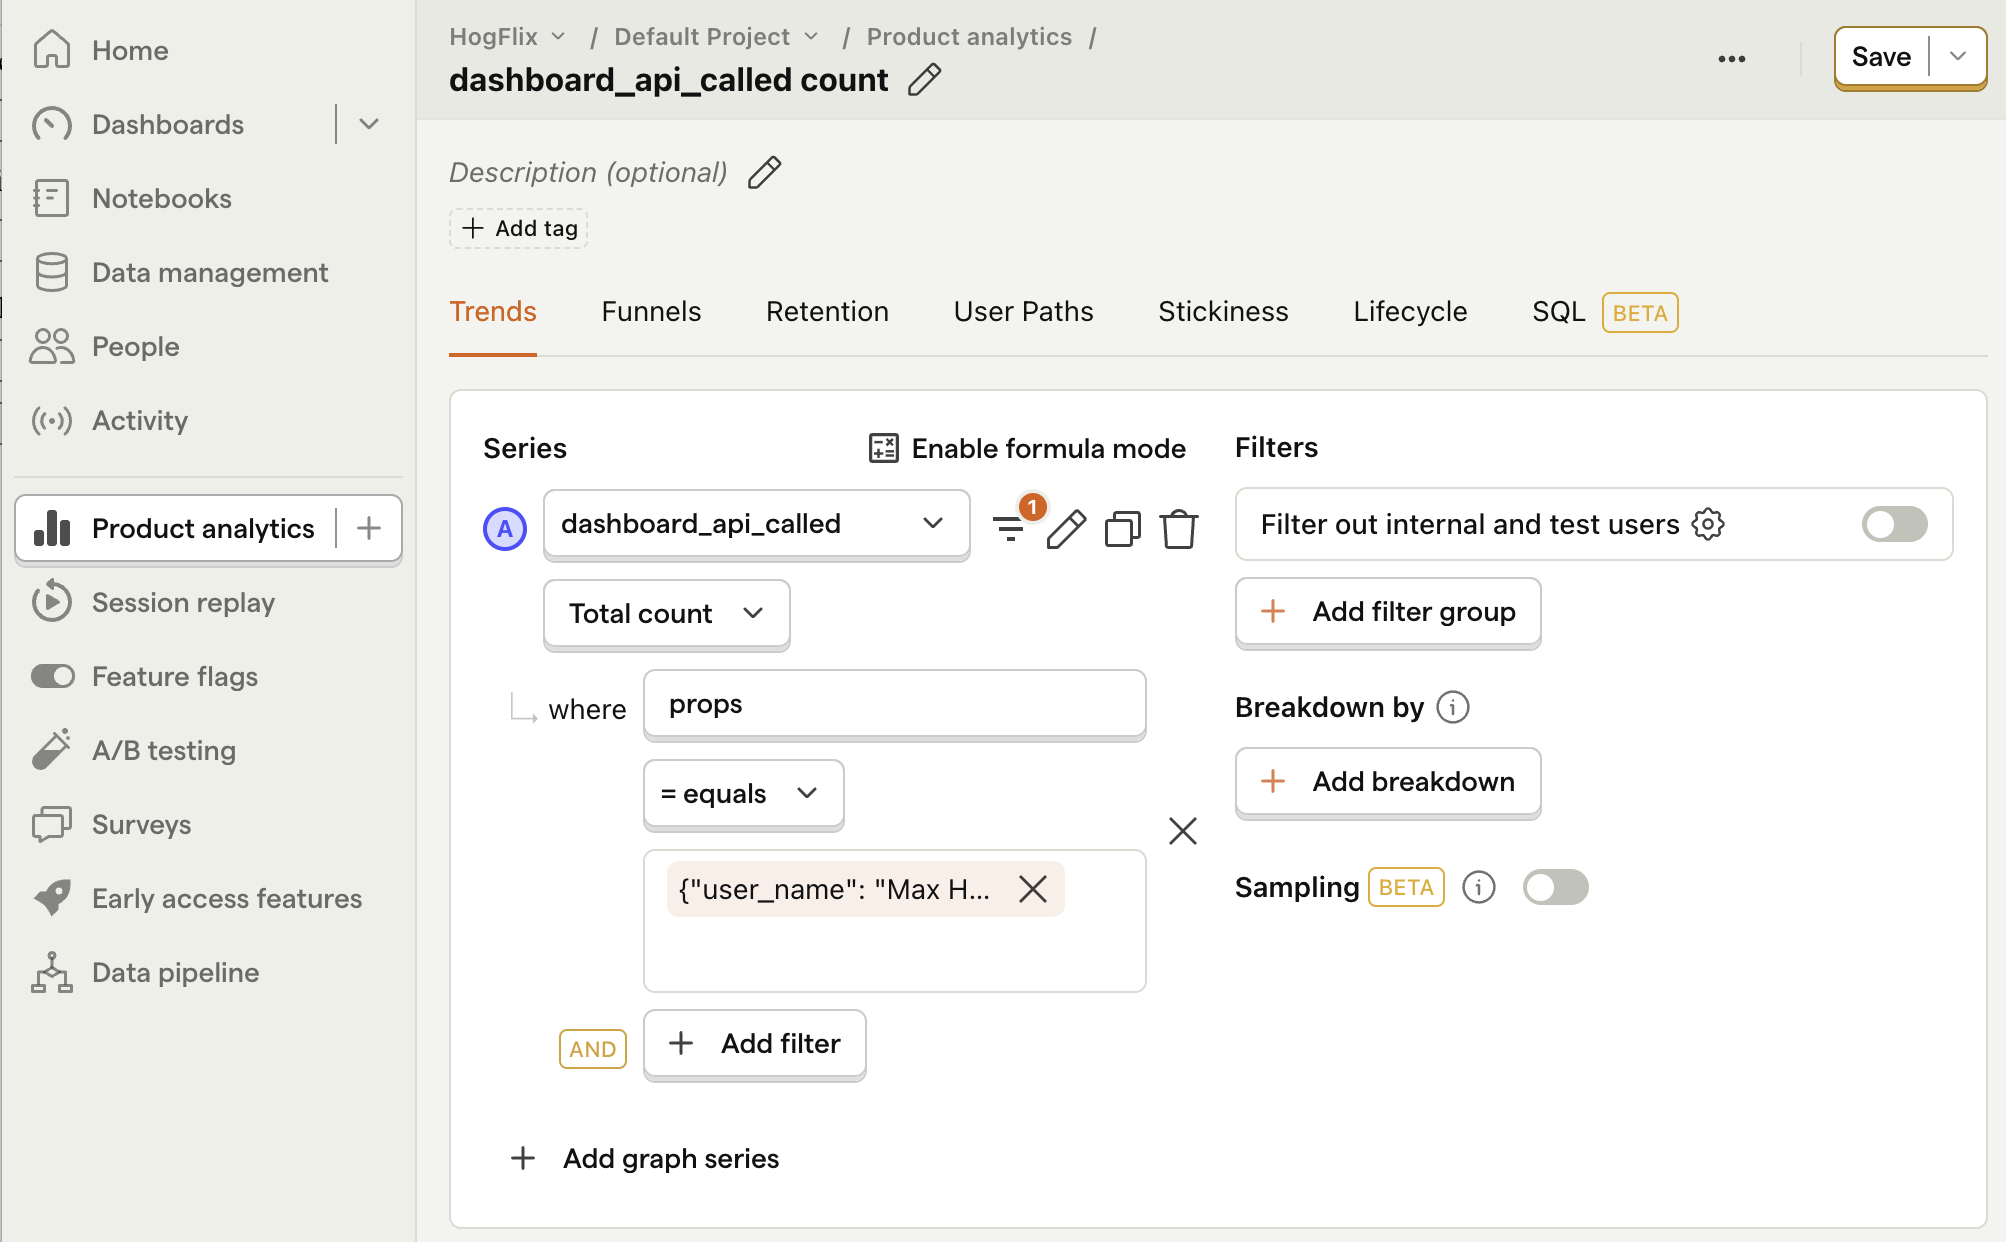 Home
Dashboards
Notebooks
Data management
People
Activity
Product analytics
Session replay
Feature flags
A/B testing
Surveys
Early access features
Data pipeline
HogFlix / Default Project / Product analytics /
dashboard_api_called count
Save
Description (optional)
Add tag
Trends Funnels Retention User Paths Stickiness Lifecycle SQL BETA
Series Enable formula mode
A dashboard_api_called 1
Total count
where props
= equals
{"user_name": "Max H...
AND Add filter
Add graph series
Filters
Filter out internal and test users
Add filter group
Breakdown by
Add breakdown
Sampling BETA